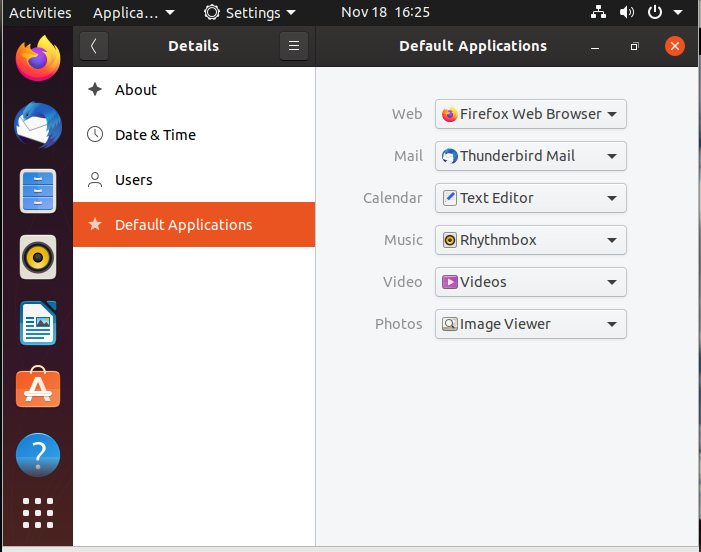 Activities Applica… Settings Nov 18 16:25
Details
Default Applications
About
Date & Time
Users
Default Applications
Web Firefox Web Browser
Mail Thunderbird Mail
Calendar Text Editor
Music Rhythmbox
Video Videos
Photos Image Viewer